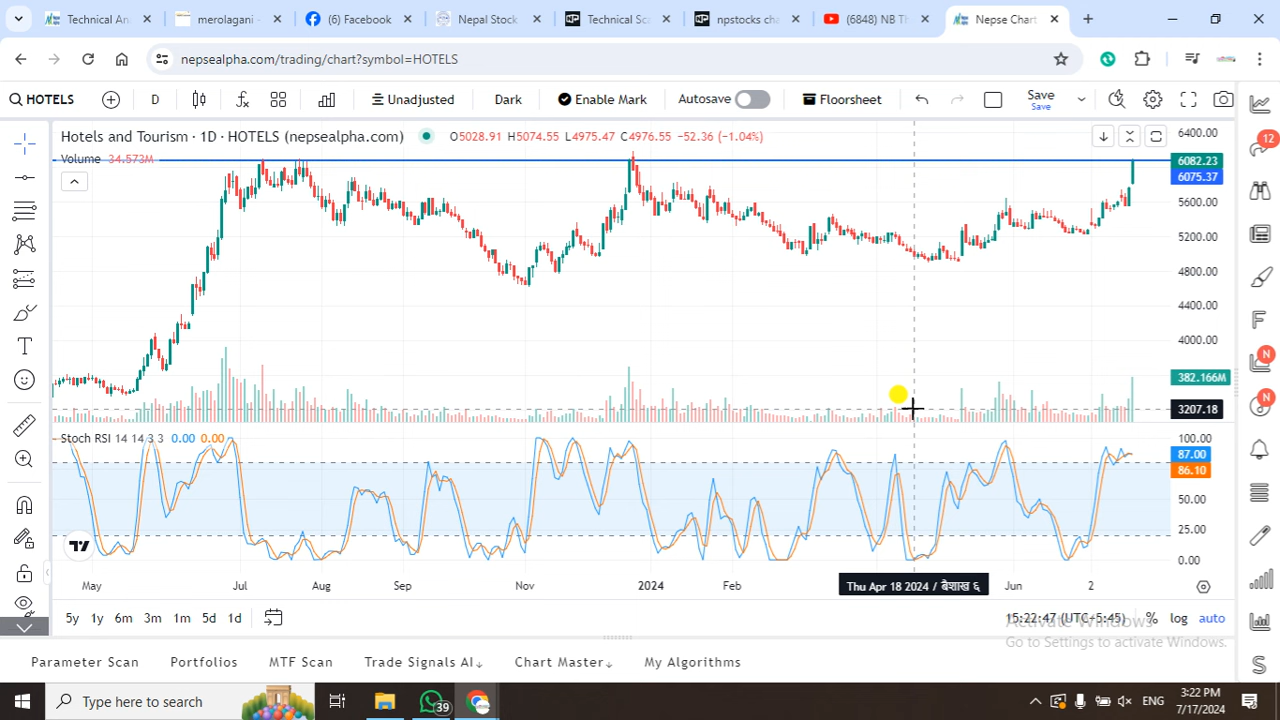 Technical An
merolagani -
(6) Facebook
Nepal Stock
Technical Sc
npstocks cha
(6848) NB Th
Nepse Chart
nepsealpha.com/trading/chart?symbol=HOTELS
HOTELS
D
Unadjusted
Dark
Enable Mark
Autosave
Floorsheet
Save
Save
Hotels and Tourism · 1D · HOTELS (nepsealpha.com)
O5028.91 H5074.55 L4975.47 C4976.55 −52.36 (−1.04%)
Volume 34.573M
6400.00
6082.23
6075.37
5600.00
5200.00
4800.00
4400.00
4000.00
382.166M
3207.18
12
F
N
N
S
Stoch RSI 14 14 3 3 0.00 0.00
100.00
87.00
86.10
50.00
25.00
0.00
May
Jul
Aug
Sep
Nov
2024
Feb
Thu Apr 18 2024 / बैशाख ६
Jun
2
5y 1y 6m 3m 1m 5d 1d
15:22:47 (UTC+5:45)
% log auto
Activate Windows
Go to Settings to activate Windows.
Parameter Scan
Portfolios
MTF Scan
Trade Signals AI↓
Chart Master↓
My Algorithms
Type here to search
39
ENG
3:22 PM
7/17/2024